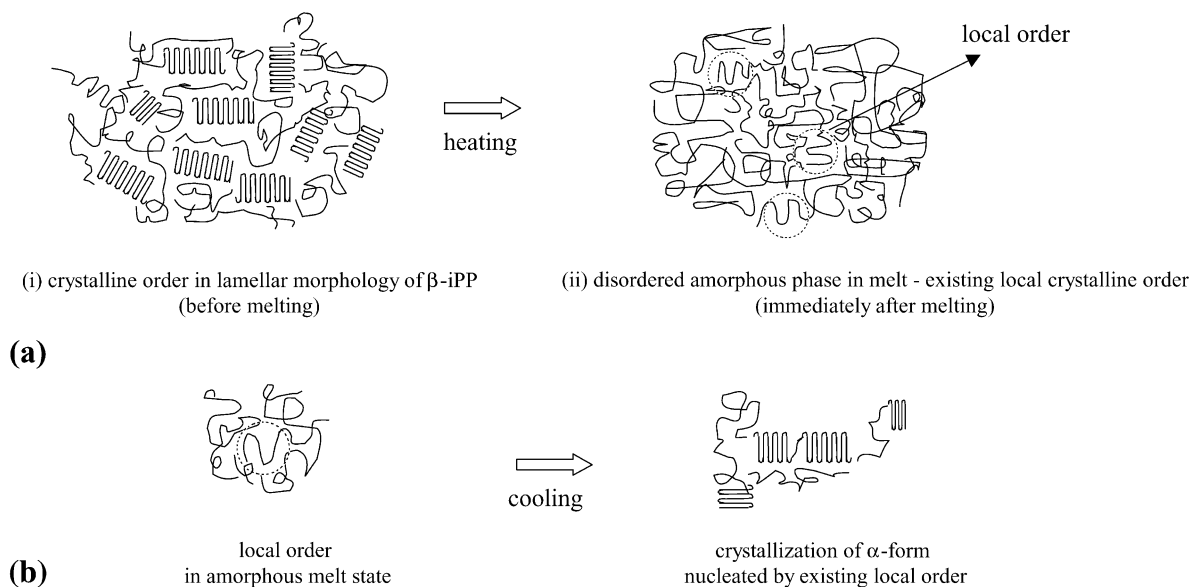 local order
heating
(i) crystalline order in lamellar morphology of β-iPP
(before melting)
(ii) disordered amorphous phase in melt - existing local crystalline order
(immediately after melting)
(a)
cooling
local order
in amorphous melt state
crystallization of α-form
nucleated by existing local order
(b)